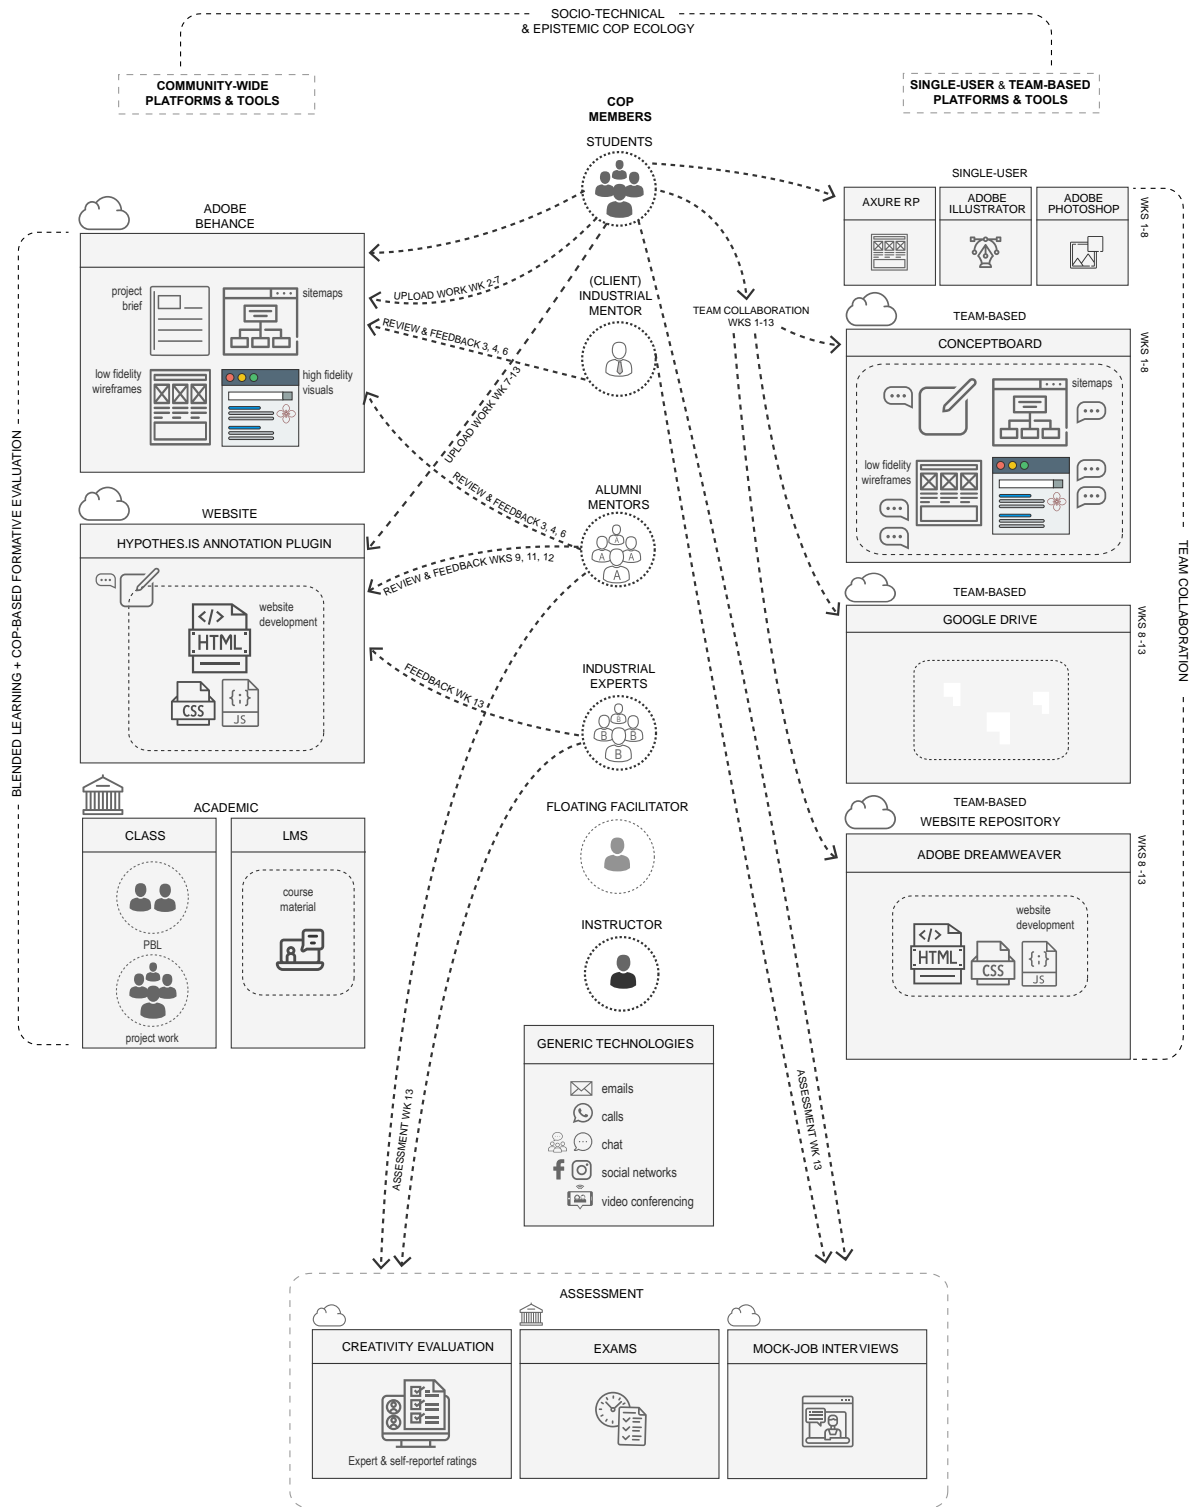 SOCIO-TECHNICAL
& EPISTEMIC COP ECOLOGY
COMMUNITY-WIDE
PLATFORMS & TOOLS
SINGLE-USER & TEAM-BASED
PLATFORMS & TOOLS
COP
MEMBERS
STUDENTS
(CLIENT)
INDUSTRIAL
MENTOR
ALUMNI
MENTORS
A
A
A
A
INDUSTRIAL
EXPERTS
B
B
B
B
FLOATING FACILITATOR
INSTRUCTOR
GENERIC TECHNOLOGIES
emails
calls
chat
social networks
video conferencing
BLENDED LEARNING + COP-BASED FORMATIVE EVALUATION
ADOBE
BEHANCE
project
brief
sitemaps
low fidelity
wireframes
high fidelity
visuals
WEBSITE
HYPOTHES.IS ANNOTATION PLUGIN
website
development
</>
HTML
CSS
{;}
JS
ACADEMIC
CLASS
PBL
project work
LMS
course
material
UPLOAD WORK WK 2-7
REVIEW & FEEDBACK 3, 4, 6
UPLOAD WORK WK 7-13
REVIEW & FEEDBACK 3, 4, 6
REVIEW & FEEDBACK WKS 9, 11, 12
FEEDBACK WK 13
ASSESSMENT WK 13
TEAM COLLABORATION
WKS 1-13
ASSESSMENT WK 13
SINGLE-USER
AXURE RP
ADOBE
ILLUSTRATOR
ADOBE
PHOTOSHOP
WKS 1-8
TEAM-BASED
CONCEPTBOARD
sitemaps
low fidelity
wireframes
WKS 1-8
TEAM-BASED
GOOGLE DRIVE
WKS 8 -13
TEAM-BASED
WEBSITE REPOSITORY
ADOBE DREAMWEAVER
website
development
</>
HTML
CSS
{;}
JS
WKS 8 -13
TEAM COLLABORATION
ASSESSMENT
CREATIVITY EVALUATION
Expert & self-reportef ratings
EXAMS
MOCK-JOB INTERVIEWS